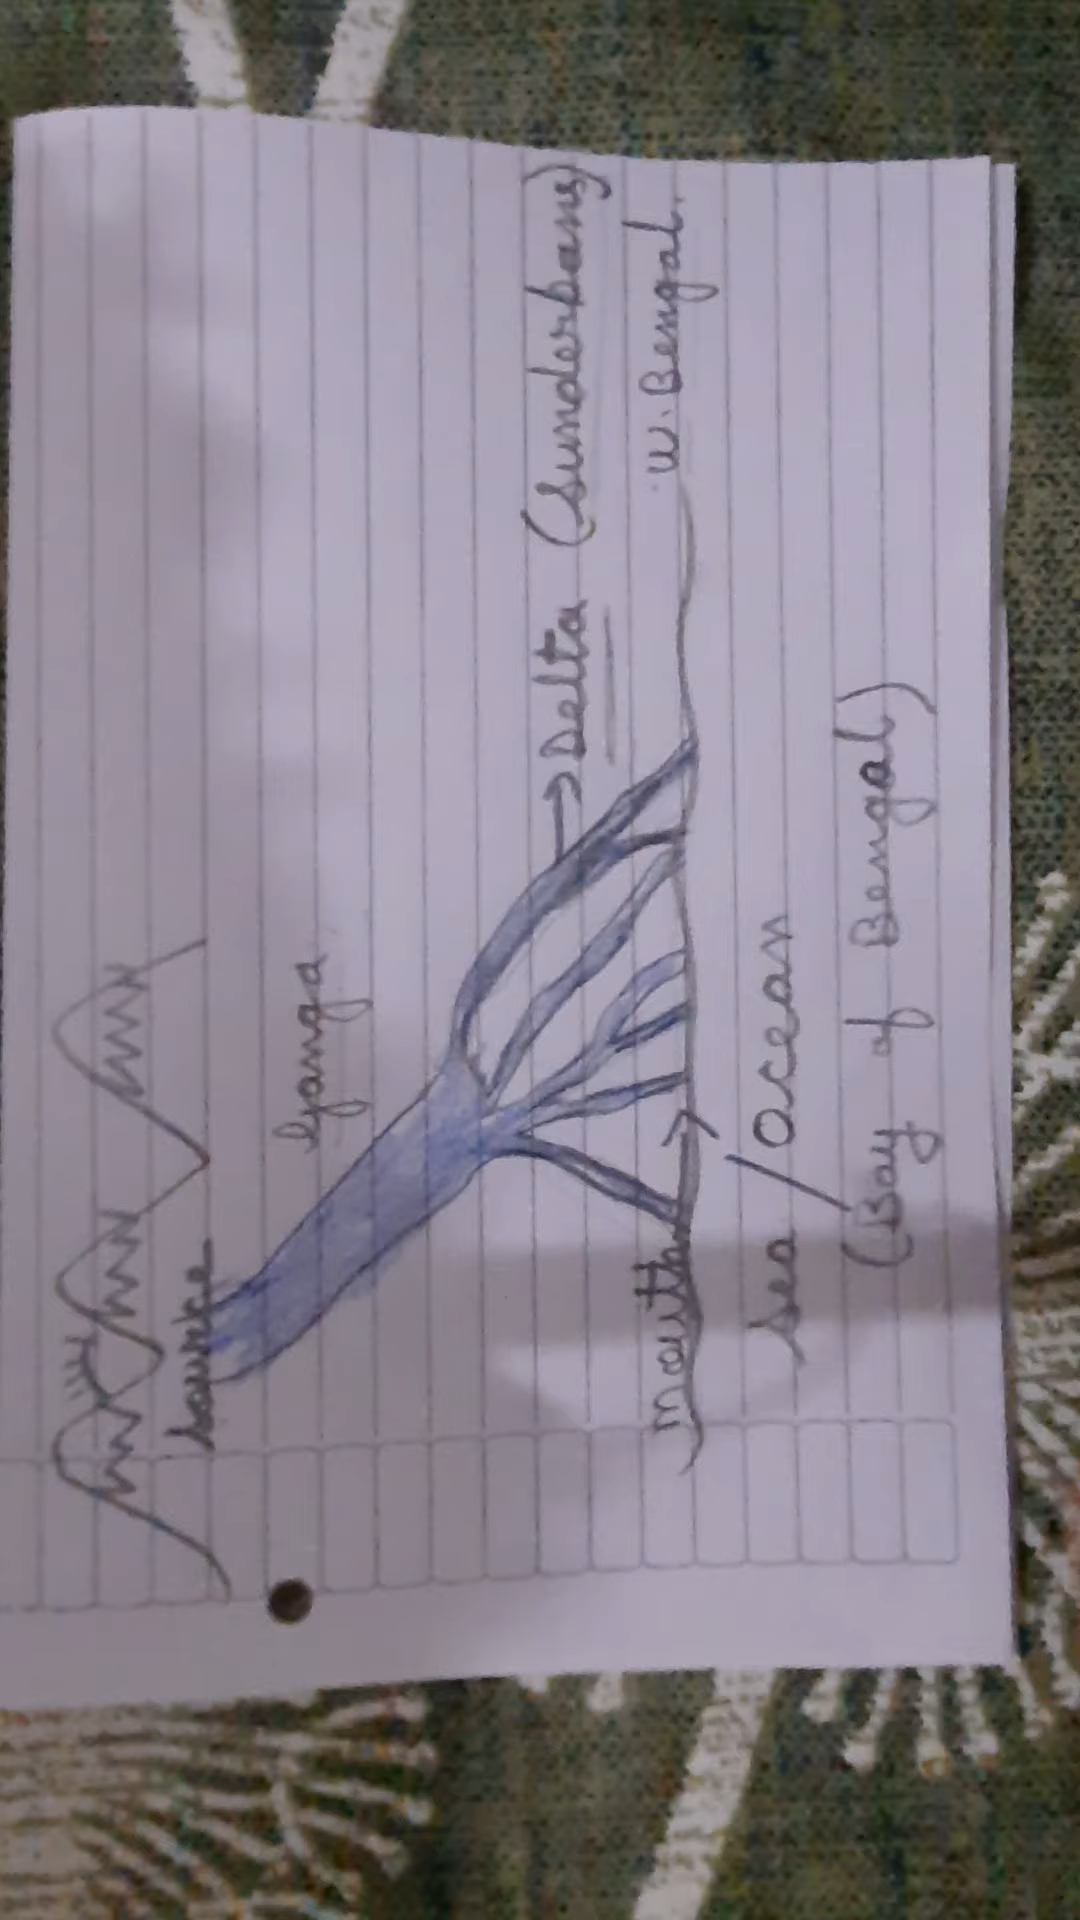 Source
Ganga
→ Delta (Sunderbans)
W. Bengal.
mouth
Sea / Ocean
(Bay of Bengal)